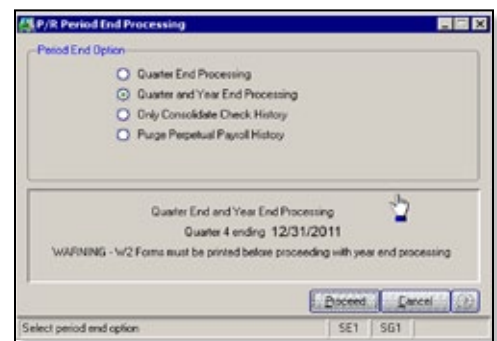 P/R Period End Processing
Period End Option
Quarter End Processing
Quarter and Year End Processing
Only Consolidate Check History
Purge Perpetual Payroll History
Quarter End and Year End Processing
Quarter 4 ending 12/31/2011
WARNING - W2 Forms must be printed before proceeding with year end processing
Proceed Cancel
Select period end option SE1 SG1